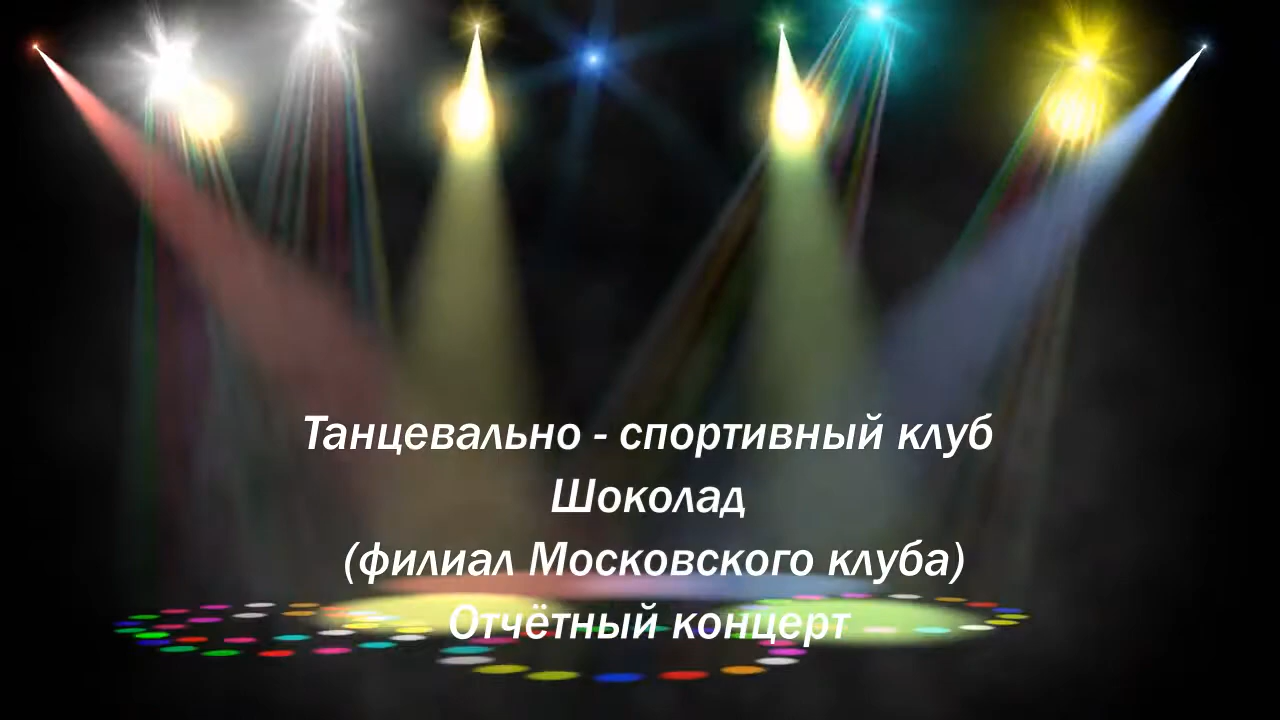 Танцевально - спортивный клуб
Шоколад
(филиал Московского клуба)
Отчётный концерт